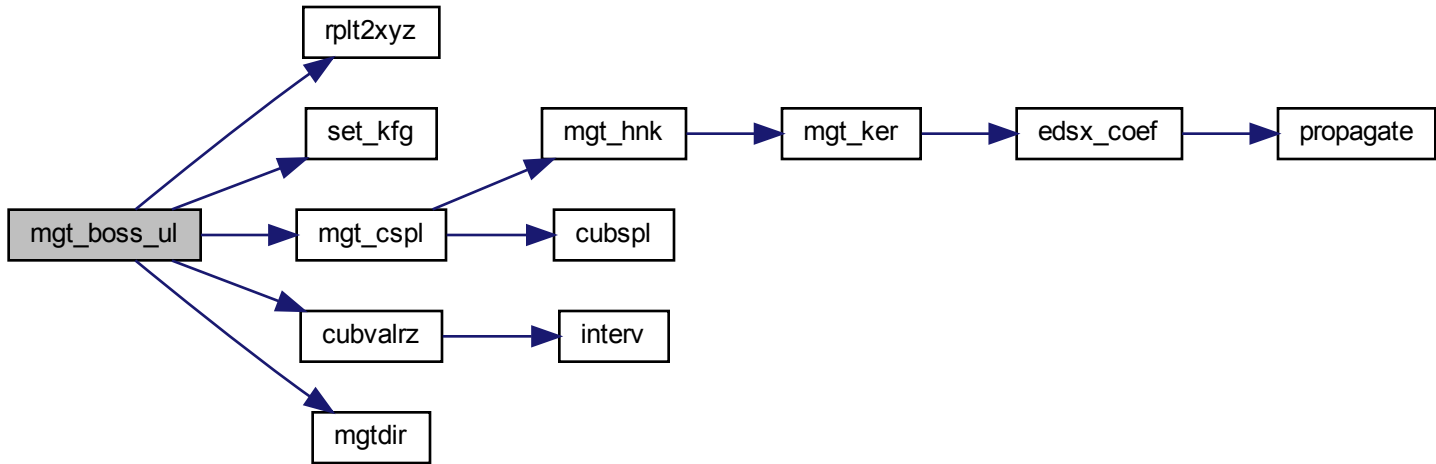 rplt2xyz
set_kfg
mgt_hnk
mgt_ker
edsx_coef
propagate
mgt_boss_ul
mgt_cspl
cubspl
cubvalrz
interv
mgtdir